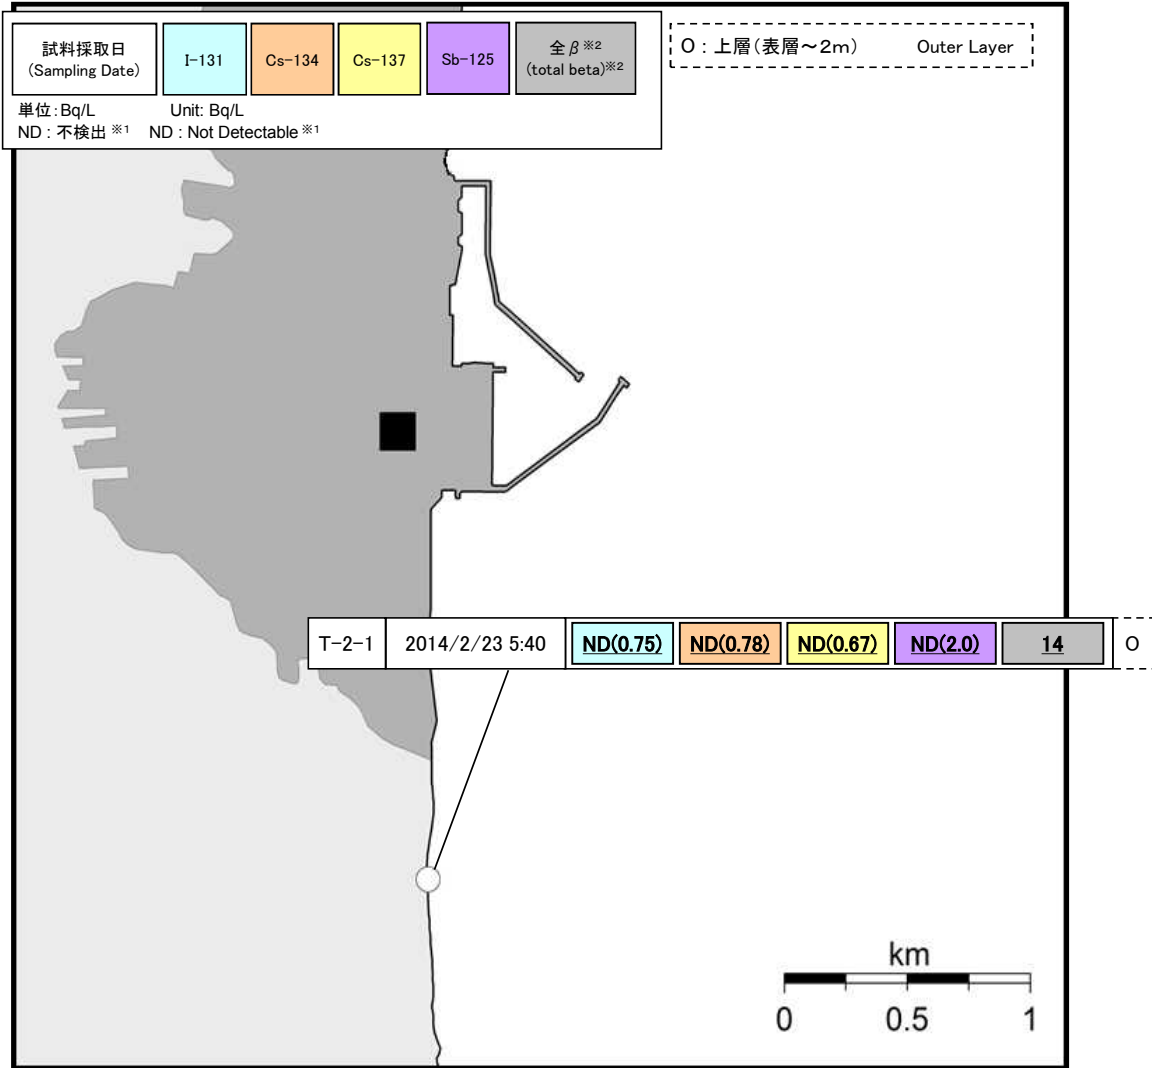 試料採取日
(Sampling Date)
I-131
Cs-134
Cs-137
Sb-125
全β※2
(total beta)※2
単位:Bq/L Unit: Bq/L
ND : 不検出 ※1 ND : Not Detectable ※1
O : 上層(表層～2m) Outer Layer
T-2-1 2014/2/23 5:40 ND(0.75) ND(0.78) ND(0.67) ND(2.0) 14 O
km
0 0.5 1